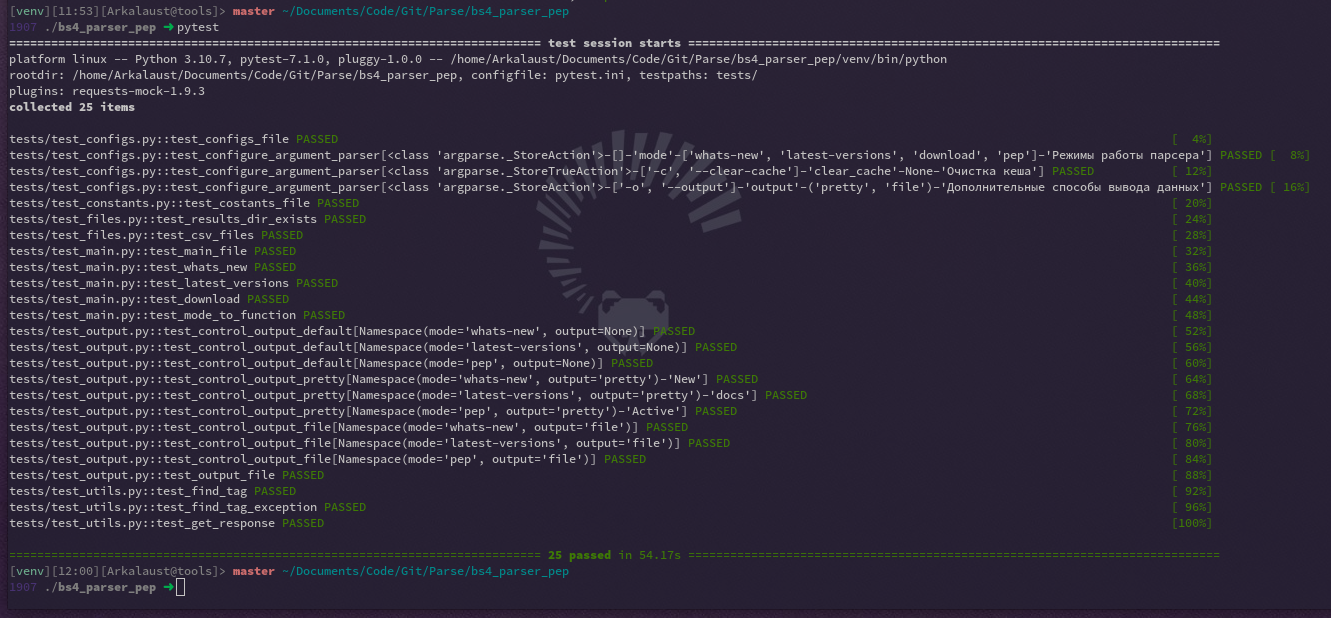 [venv][11:53][Arkalaust@tools]> master ~/Documents/Code/Git/Parse/bs4_parser_pep
1907 ./bs4_parser_pep ➜ pytest
============================================================================ test session starts ============================================================================
platform linux -- Python 3.10.7, pytest-7.1.0, pluggy-1.0.0 -- /home/Arkalaust/Documents/Code/Git/Parse/bs4_parser_pep/venv/bin/python
rootdir: /home/Arkalaust/Documents/Code/Git/Parse/bs4_parser_pep, configfile: pytest.ini, testpaths: tests/
plugins: requests-mock-1.9.3
collected 25 items
tests/test_configs.py::test_configs_file PASSED [  4%]
tests/test_configs.py::test_configure_argument_parser[<class 'argparse._StoreAction'>-[]-'mode'-['whats-new', 'latest-versions', 'download', 'pep']-'Режимы работы парсера'] PASSED [  8%]
tests/test_configs.py::test_configure_argument_parser[<class 'argparse._StoreTrueAction'>-['-c', '--clear-cache']-'clear_cache'-None-'Очистка кеша'] PASSED [ 12%]
tests/test_configs.py::test_configure_argument_parser[<class 'argparse._StoreAction'>-['-o', '--output']-'output'-('pretty', 'file')-'Дополнительные способы вывода данных'] PASSED [ 16%]
tests/test_constants.py::test_costants_file PASSED [ 20%]
tests/test_files.py::test_results_dir_exists PASSED [ 24%]
tests/test_files.py::test_csv_files PASSED [ 28%]
tests/test_main.py::test_main_file PASSED [ 32%]
tests/test_main.py::test_whats_new PASSED [ 36%]
tests/test_main.py::test_latest_versions PASSED [ 40%]
tests/test_main.py::test_download PASSED [ 44%]
tests/test_main.py::test_mode_to_function PASSED [ 48%]
tests/test_output.py::test_control_output_default[Namespace(mode='whats-new', output=None)] PASSED [ 52%]
tests/test_output.py::test_control_output_default[Namespace(mode='latest-versions', output=None)] PASSED [ 56%]
tests/test_output.py::test_control_output_default[Namespace(mode='pep', output=None)] PASSED [ 60%]
tests/test_output.py::test_control_output_pretty[Namespace(mode='whats-new', output='pretty')-'New'] PASSED [ 64%]
tests/test_output.py::test_control_output_pretty[Namespace(mode='latest-versions', output='pretty')-'docs'] PASSED [ 68%]
tests/test_output.py::test_control_output_pretty[Namespace(mode='pep', output='pretty')-'Active'] PASSED [ 72%]
tests/test_output.py::test_control_output_file[Namespace(mode='whats-new', output='file')] PASSED [ 76%]
tests/test_output.py::test_control_output_file[Namespace(mode='latest-versions', output='file')] PASSED [ 80%]
tests/test_output.py::test_control_output_file[Namespace(mode='pep', output='file')] PASSED [ 84%]
tests/test_output.py::test_output_file PASSED [ 88%]
tests/test_utils.py::test_find_tag PASSED [ 92%]
tests/test_utils.py::test_find_tag_exception PASSED [ 96%]
tests/test_utils.py::test_get_response PASSED [100%]
============================================================================ 25 passed in 54.17s ============================================================================
[venv][12:00][Arkalaust@tools]> master ~/Documents/Code/Git/Parse/bs4_parser_pep
1907 ./bs4_parser_pep ➜